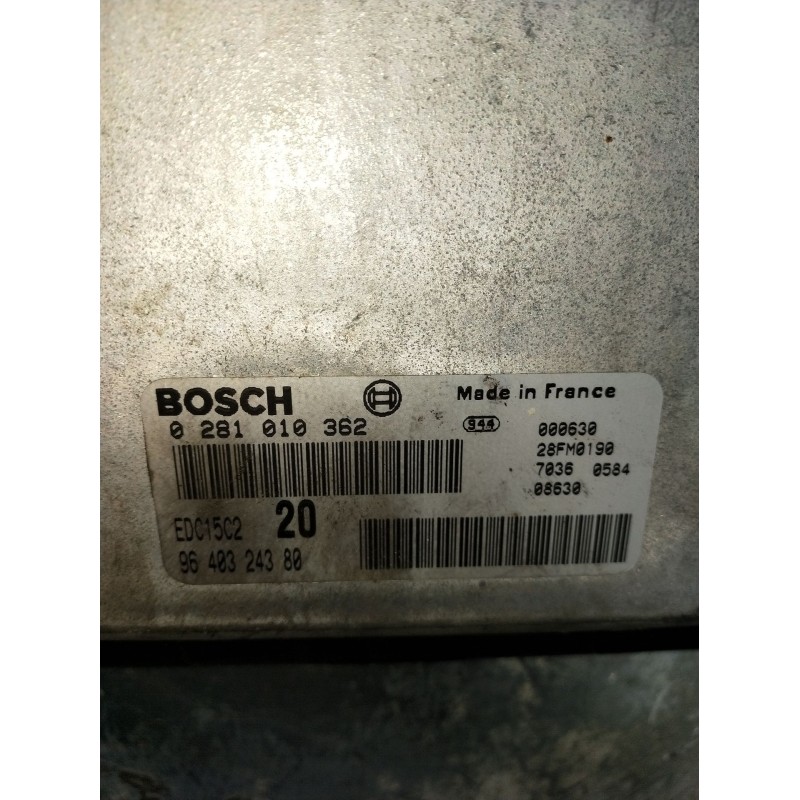 BOSCH Made in France
0 281 010 362 944 000630
28FM0190
7036 0584
08630
EDC15C2 20
96 403 243 80